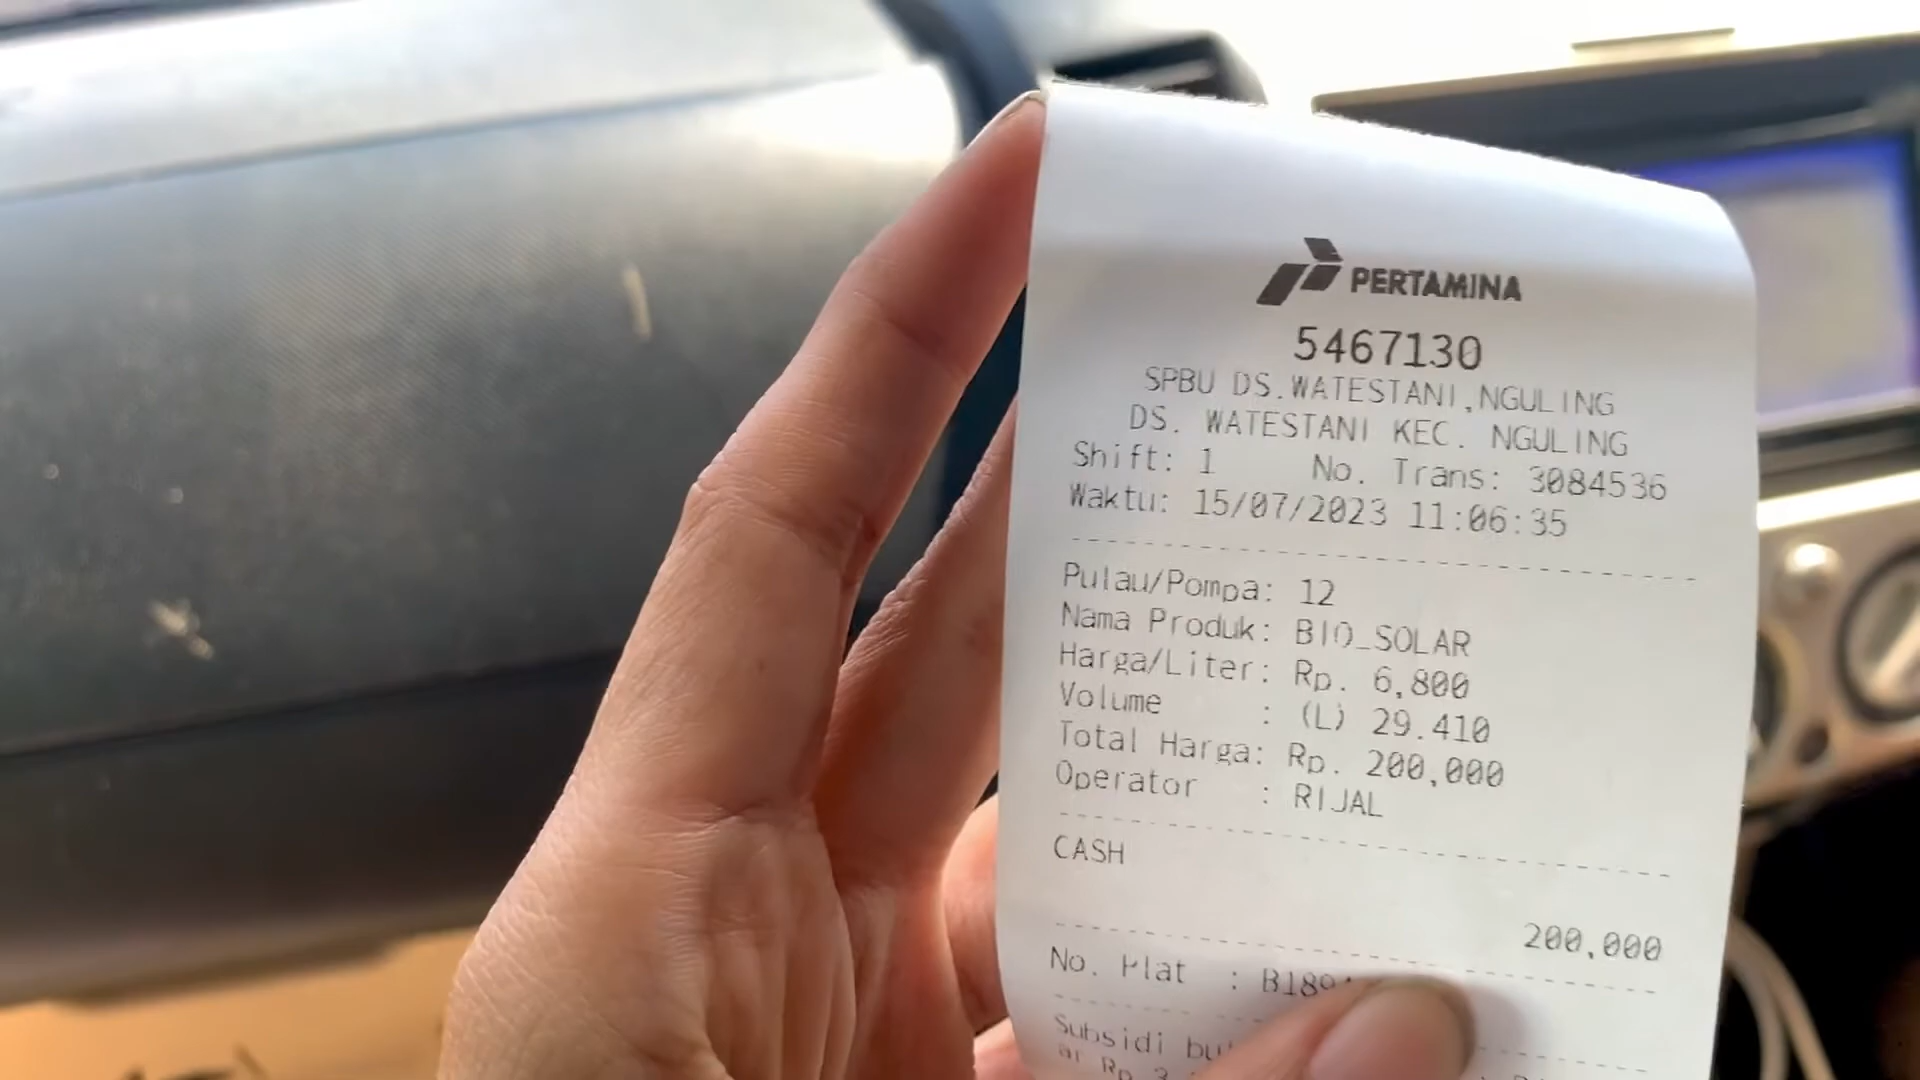 PERTAMINA
5467130
SPBU DS.WATESTANI,NGULING
DS. WATESTANI KEC. NGULING
Shift: 1 No. Trans: 3084536
Waktu: 15/07/2023 11:06:35
Pulau/Pompa: 12
Nama Produk: BIO_SOLAR
Harga/Liter: Rp. 6,800
Volume : (L) 29.410
Total Harga: Rp. 200,000
Operator : RIJAL
CASH
200,000
No. Plat :
Subsidi
ar Rp